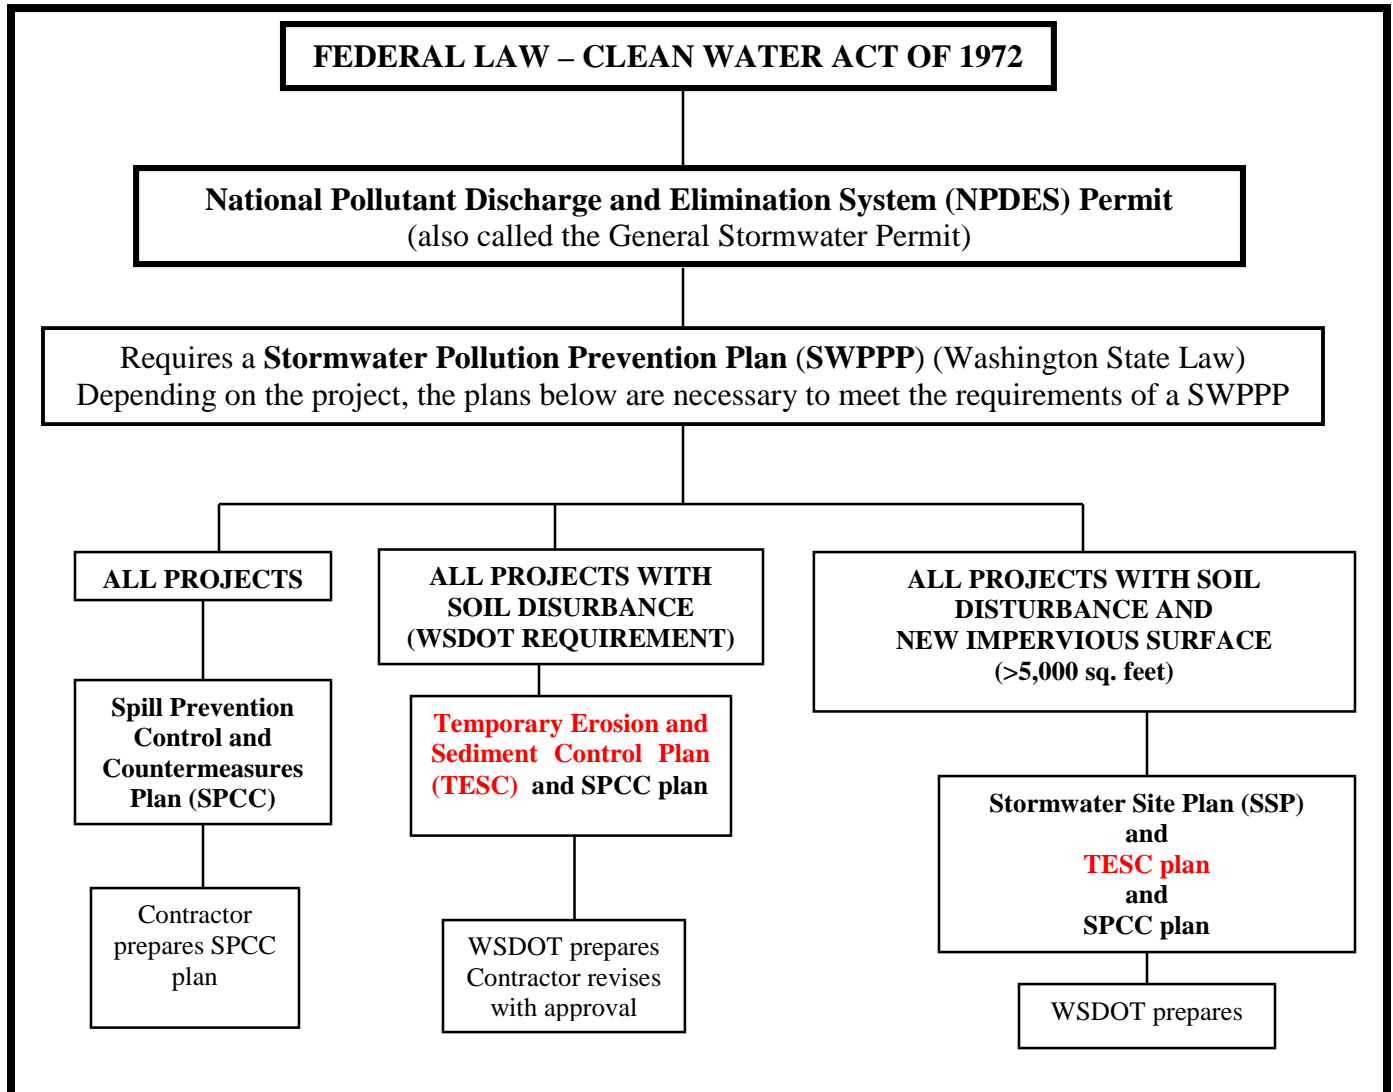 FEDERAL LAW – CLEAN WATER ACT OF 1972
National Pollutant Discharge and Elimination System (NPDES) Permit
(also called the General Stormwater Permit)
Requires a Stormwater Pollution Prevention Plan (SWPPP) (Washington State Law)
Depending on the project, the plans below are necessary to meet the requirements of a SWPPP
ALL PROJECTS
Spill Prevention
Control and
Countermeasures
Plan (SPCC)
Contractor
prepares SPCC
plan
ALL PROJECTS WITH
SOIL DISURBANCE
(WSDOT REQUIREMENT)
Temporary Erosion and
Sediment Control Plan
(TESC) and SPCC plan
WSDOT prepares
Contractor revises
with approval
ALL PROJECTS WITH SOIL
DISTURBANCE AND
NEW IMPERVIOUS SURFACE
(>5,000 sq. feet)
Stormwater Site Plan (SSP)
and
TESC plan
and
SPCC plan
WSDOT prepares